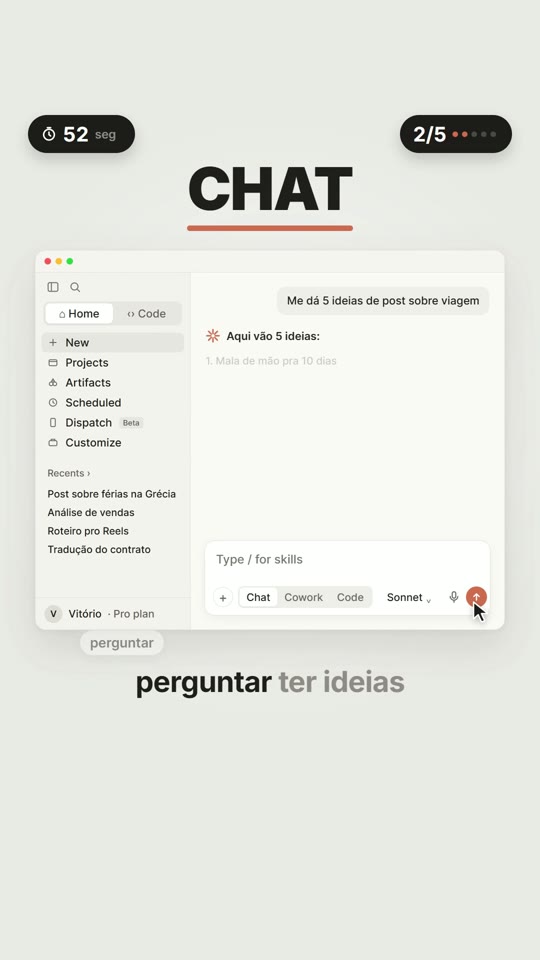 52 seg
2/5
CHAT
Home
Code
New
Projects
Artifacts
Scheduled
Dispatch Beta
Customize
Recents ›
Post sobre férias na Grécia
Análise de vendas
Roteiro pro Reels
Tradução do contrato
V Vitório · Pro plan
Me dá 5 ideias de post sobre viagem
Aqui vão 5 ideias:
1. Mala de mão pra 10 dias
Type / for skills
+ Chat Cowork Code Sonnet
perguntar
perguntar ter ideias